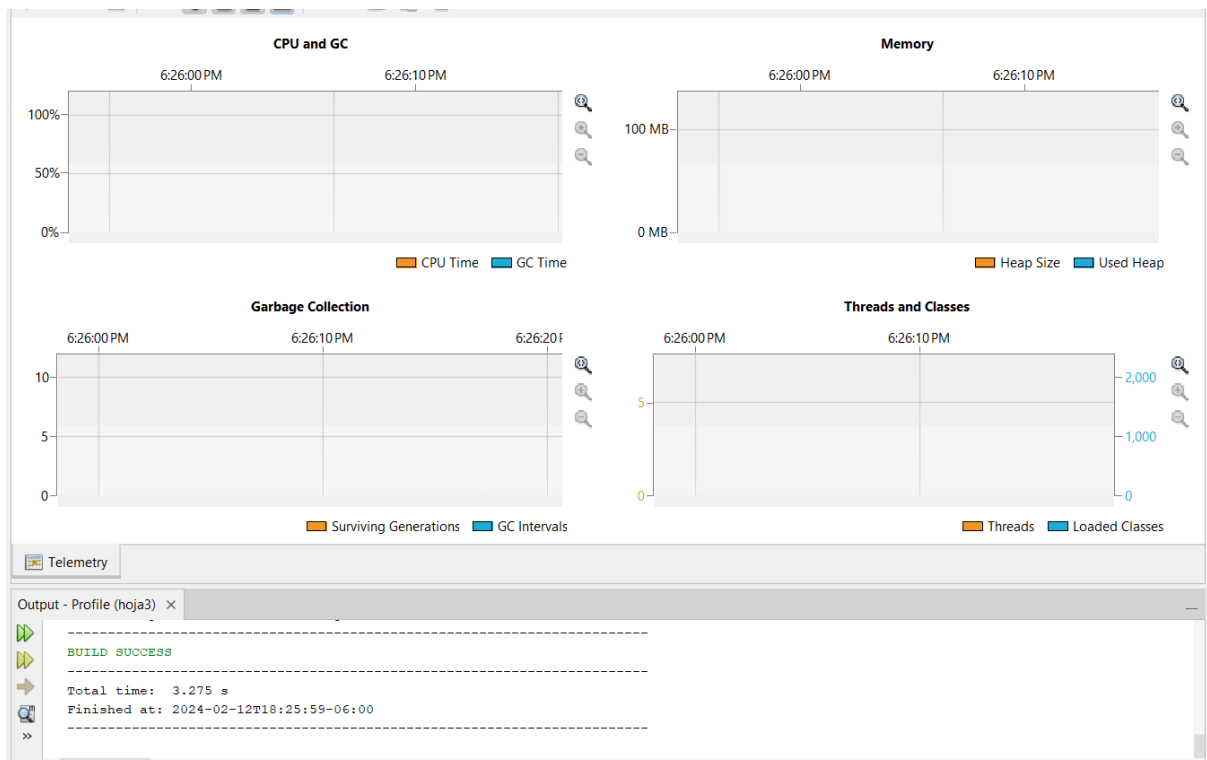 CPU and GC
6:26:00 PM 6:26:10 PM
100%
50%
0%
CPU Time GC Time
Memory
6:26:00 PM 6:26:10 PM
100 MB
0 MB
Heap Size Used Heap
Garbage Collection
6:26:00 PM 6:26:10 PM 6:26:20
10
5
0
Surviving Generations GC Intervals
Threads and Classes
6:26:00 PM 6:26:10 PM
5
0
2,000
1,000
0
Threads Loaded Classes
Telemetry
Output - Profile (hoja3) ×
------------------------------------------------------------------------
BUILD SUCCESS
------------------------------------------------------------------------
Total time: 3.275 s
Finished at: 2024-02-12T18:25:59-06:00
------------------------------------------------------------------------